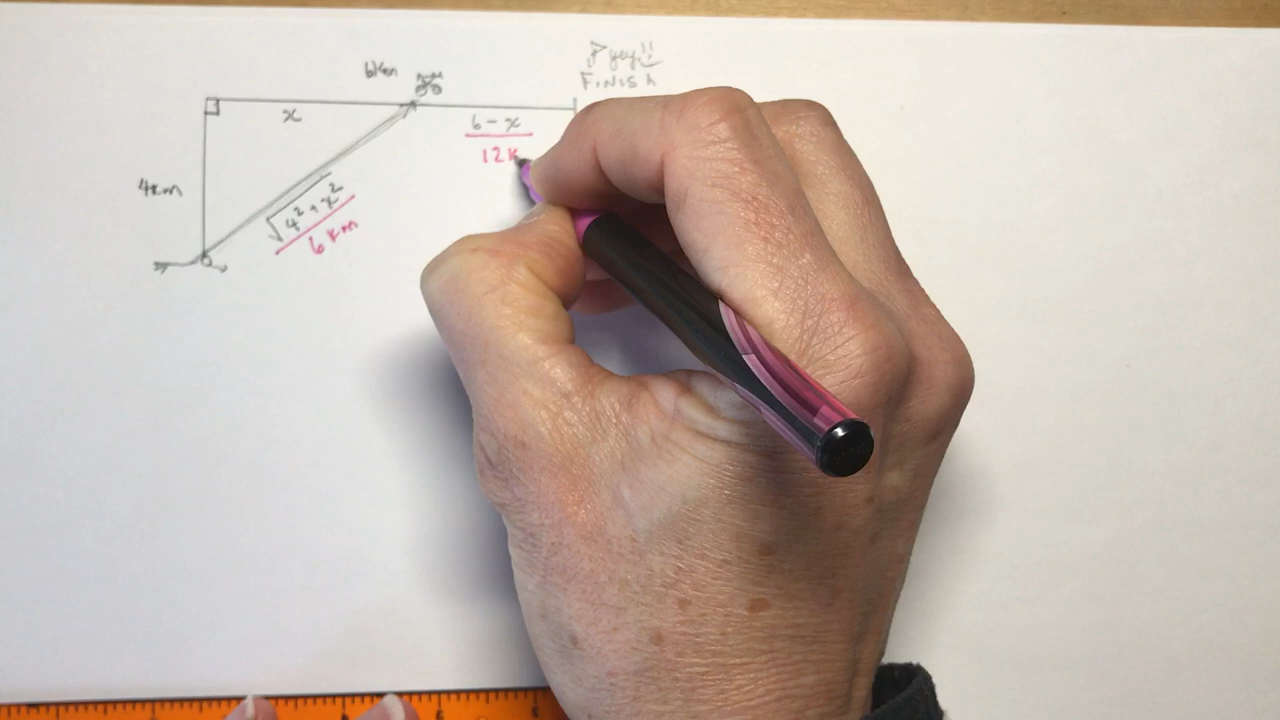 6km
yay!!
FINISH
x
6 - x
12k
4km
√4² + x²
6 km